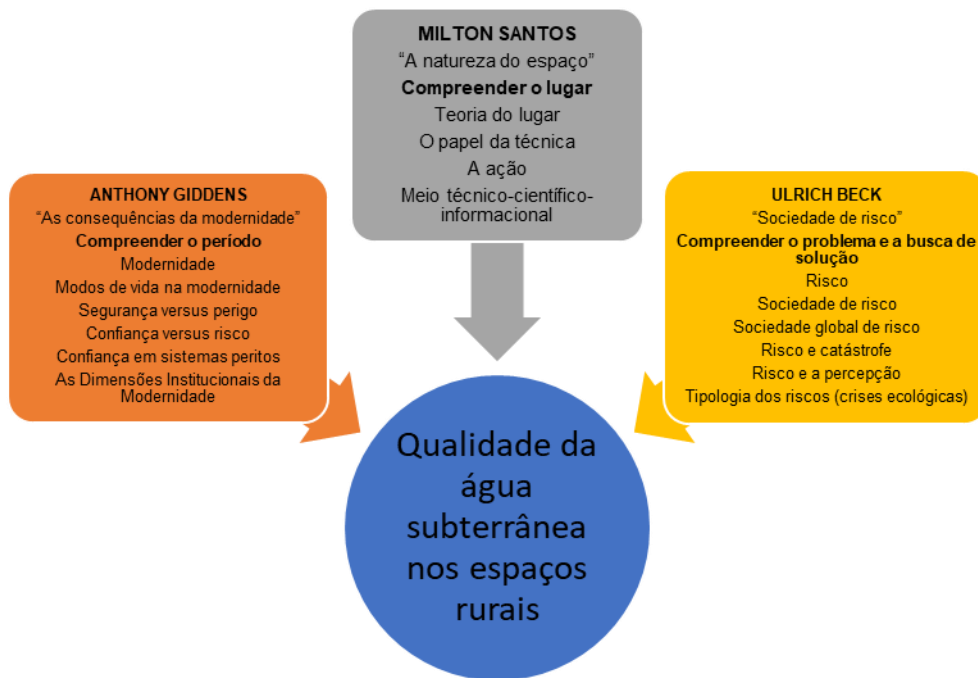 MILTON SANTOS
“A natureza do espaço”
Compreender o lugar
Teoria do lugar
O papel da técnica
A ação
Meio técnico-científico-
informacional
ANTHONY GIDDENS
“As consequências da modernidade”
Compreender o período
Modernidade
Modos de vida na modernidade
Segurança versus perigo
Confiança versus risco
Confiança em sistemas peritos
As Dimensões Institucionais da
Modernidade
ULRICH BECK
“Sociedade de risco”
Compreender o problema e a busca de
solução
Risco
Sociedade de risco
Sociedade global de risco
Risco e catástrofe
Risco e a percepção
Tipologia dos riscos (crises ecológicas)
Qualidade da
água
subterrânea
nos espaços
rurais